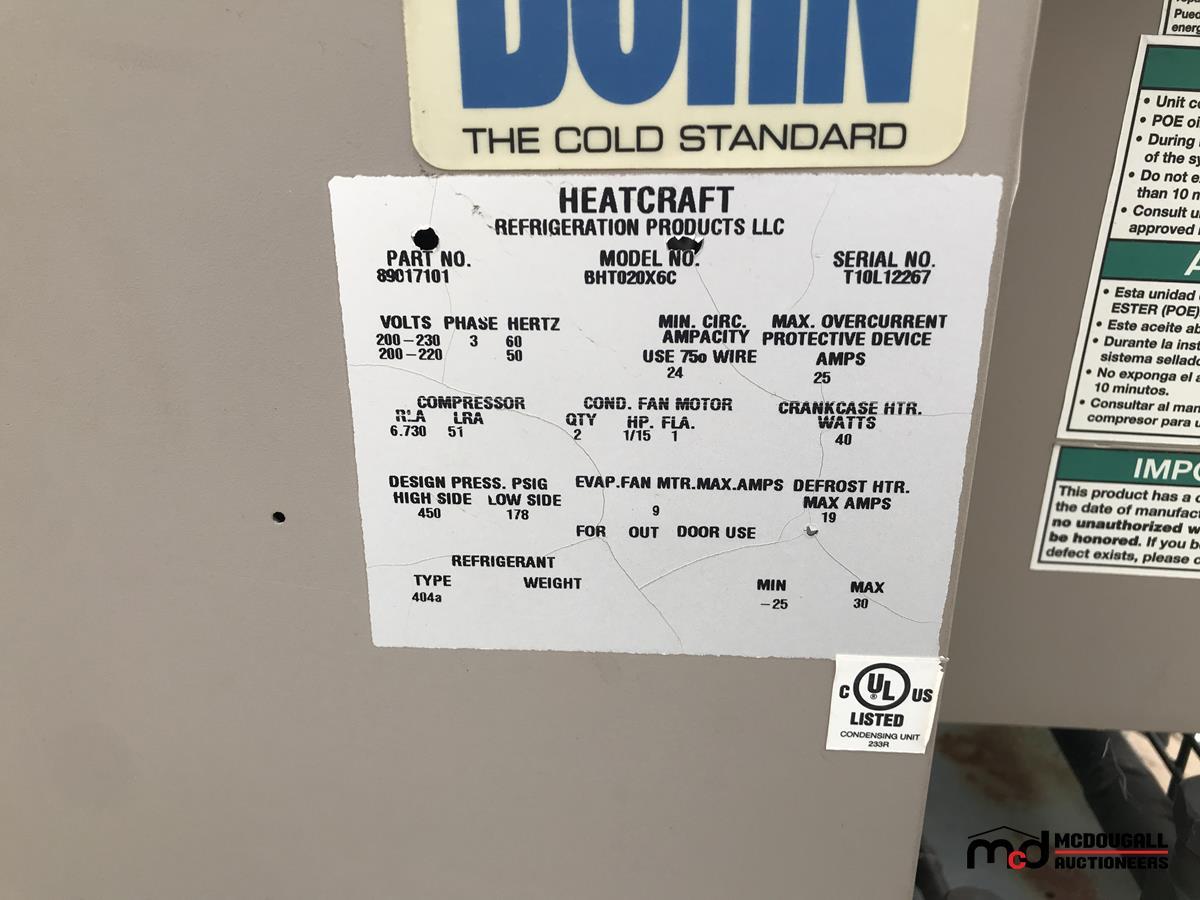 BOHN
THE COLD STANDARD
HEATCRAFT
REFRIGERATION PRODUCTS LLC
PART NO. MODEL NO. SERIAL NO.
89017101 BHT020X6C T10L12267
VOLTS PHASE HERTZ MIN. CIRC. MAX. OVERCURRENT
AMPACITY PROTECTIVE DEVICE
200-230 3 60 USE 75o WIRE AMPS
200-220 50 24 25
COMPRESSOR COND. FAN MOTOR CRANKCASE HTR.
RLA LRA QTY HP. FLA. WATTS
6.730 51 2 1/15 1 40
DESIGN PRESS. PSIG EVAP.FAN MTR.MAX.AMPS DEFROST HTR.
HIGH SIDE LOW SIDE MAX AMPS
450 178 9 19
FOR OUT DOOR USE
REFRIGERANT
TYPE WEIGHT MIN MAX
404a -25 30
C UL US
®
LISTED
CONDENSING UNIT
233R
Pued
energ
• Unit c
• POE oi
• During
of the sy
• Do not e
than 10 m
• Consult u
approved
A
• Esta unidad
ESTER (POE)
• Este aceite ab
• Durante la inst
sistema sellado
• No exponga el a
10 minutos.
• Consultar al man
compresor para u
IMPO
This product has a
the date of manufact
no unauthorized w
be honored. If you b
defect exists, please c
mcd MCDOUGALL
AUCTIONEERS